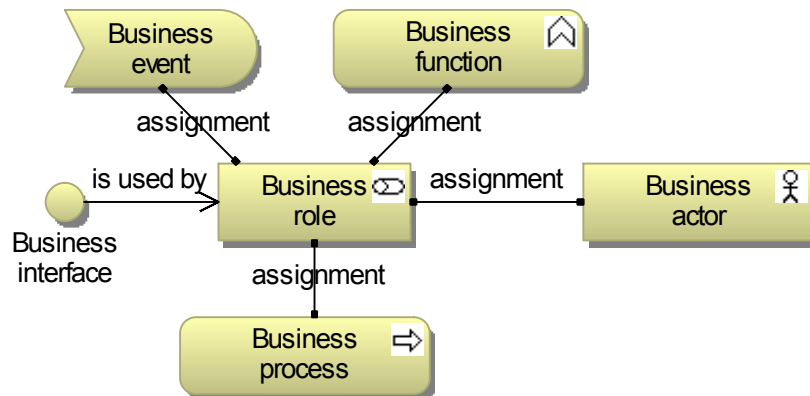 Business
event
Business
function
assignment
assignment
is used by
Business
role
assignment
Business
actor
Business
interface
assignment
Business
process